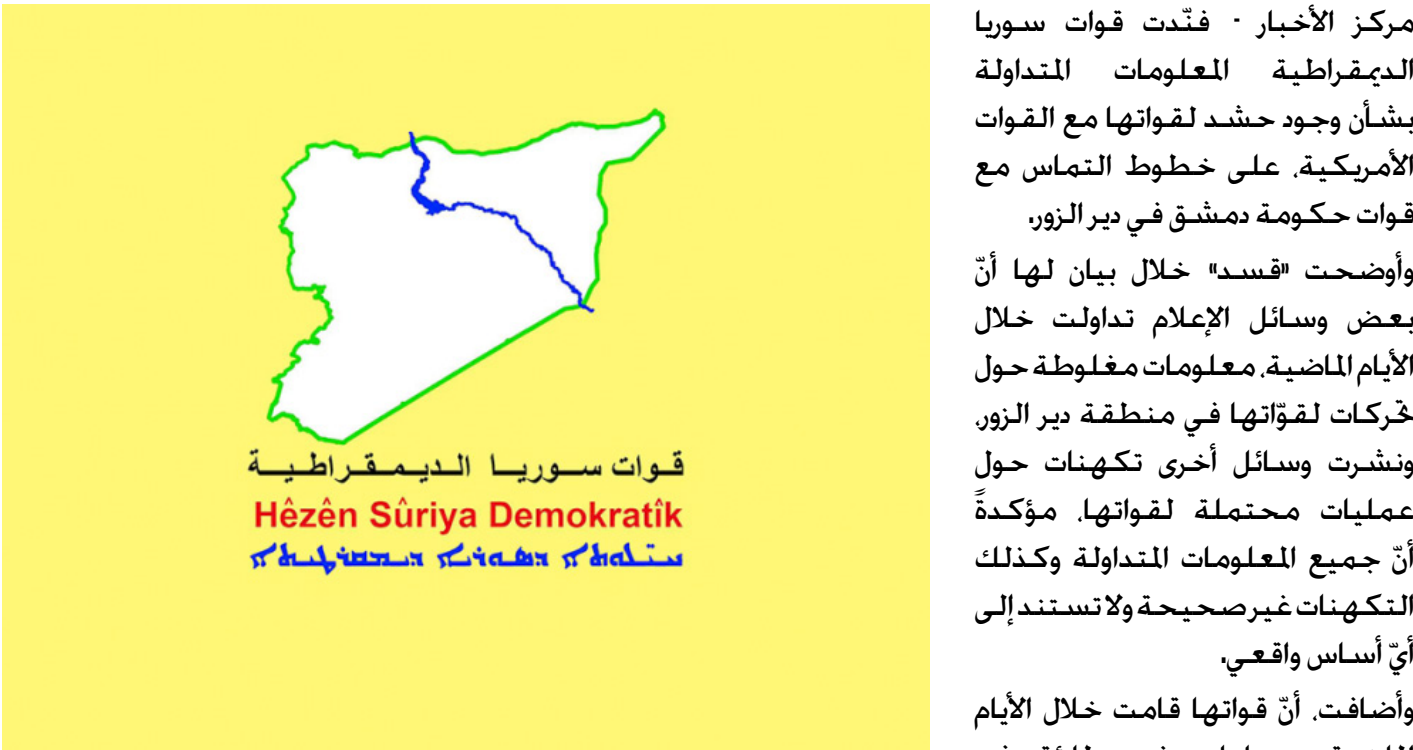 مركز الأخبار - فنّدت قوات سوريا
الديمقراطية المعلومات المتداولة
بشأن وجود حشد لقواتها مع القوات
الأمريكية، على خطوط التماس مع
قوات حكومة دمشق في دير الزور.
وأوضحت "قسد" خلال بيان لها أنّ
بعض وسائل الإعلام تداولت خلال
الأيام الماضية، معلومات مغلوطة حول
تحركات لقوّاتها في منطقة دير الزور،
ونشرت وسائل أخرى تكهنات حول
عمليات محتملة لقواتها، مؤكدةً
أنّ جميع المعلومات المتداولة وكذلك
التكهنات غير صحيحة ولا تستند إلى
أيّ أساس واقعي.
وأضافت، أنّ قواتها قامت خلال الأيام
قوات سوريا الديمقراطية
Hêzên Sûriya Demokratîk